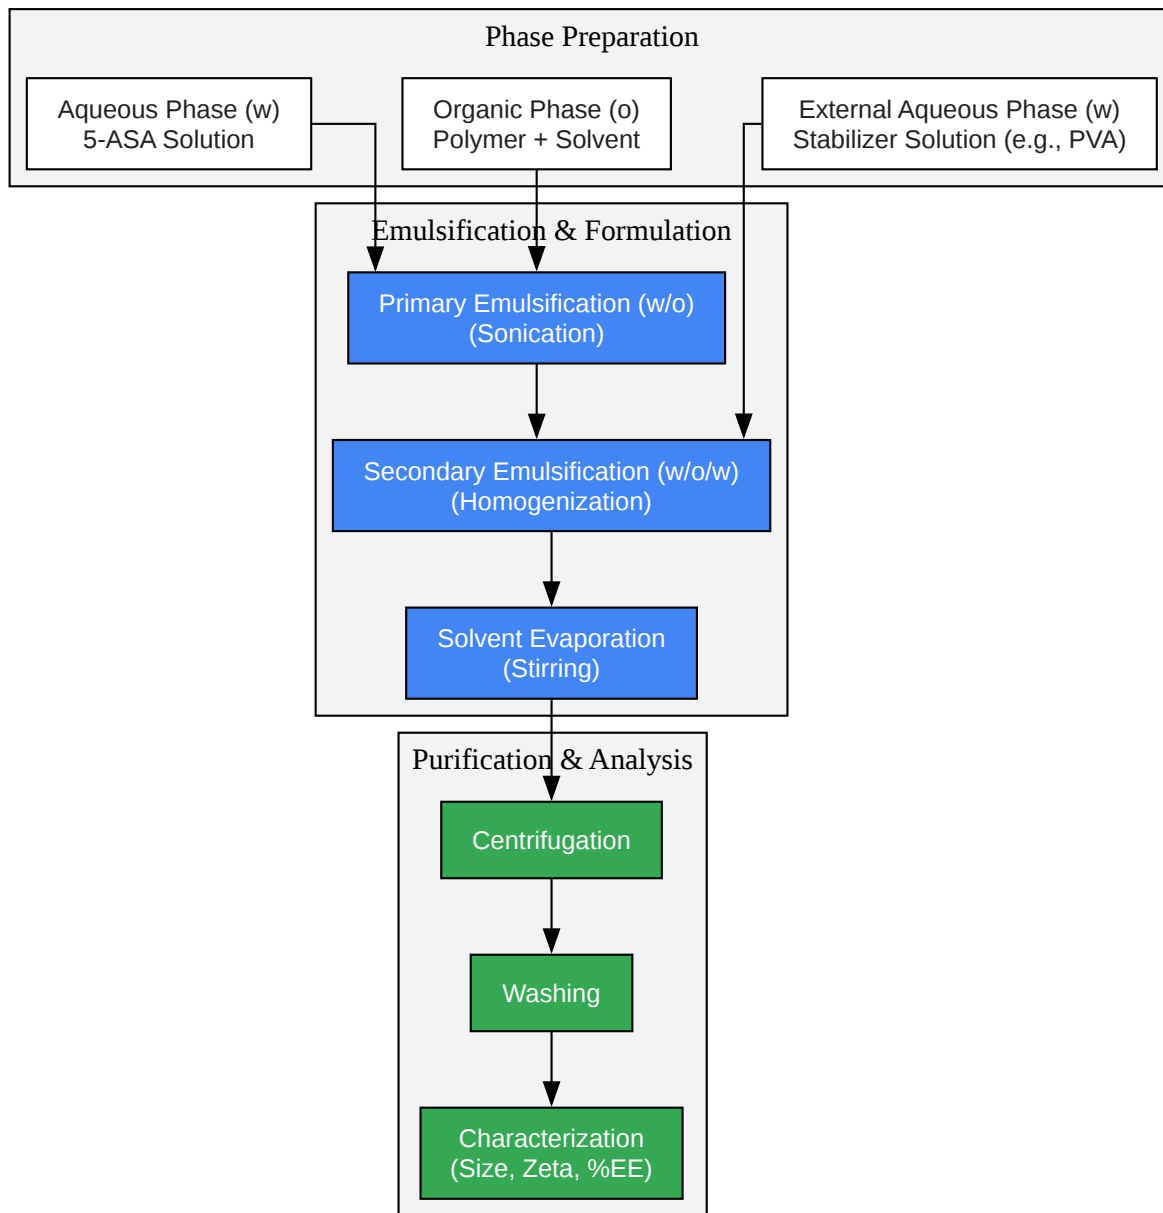 Phase Preparation
Aqueous Phase (w)
5-ASA Solution
Organic Phase (o)
Polymer + Solvent
External Aqueous Phase (w)
Stabilizer Solution (e.g., PVA)
Emulsification & Formulation
Primary Emulsification (w/o)
(Sonication)
Secondary Emulsification (w/o/w)
(Homogenization)
Solvent Evaporation
(Stirring)
Purification & Analysis
Centrifugation
Washing
Characterization
(Size, Zeta, %EE)